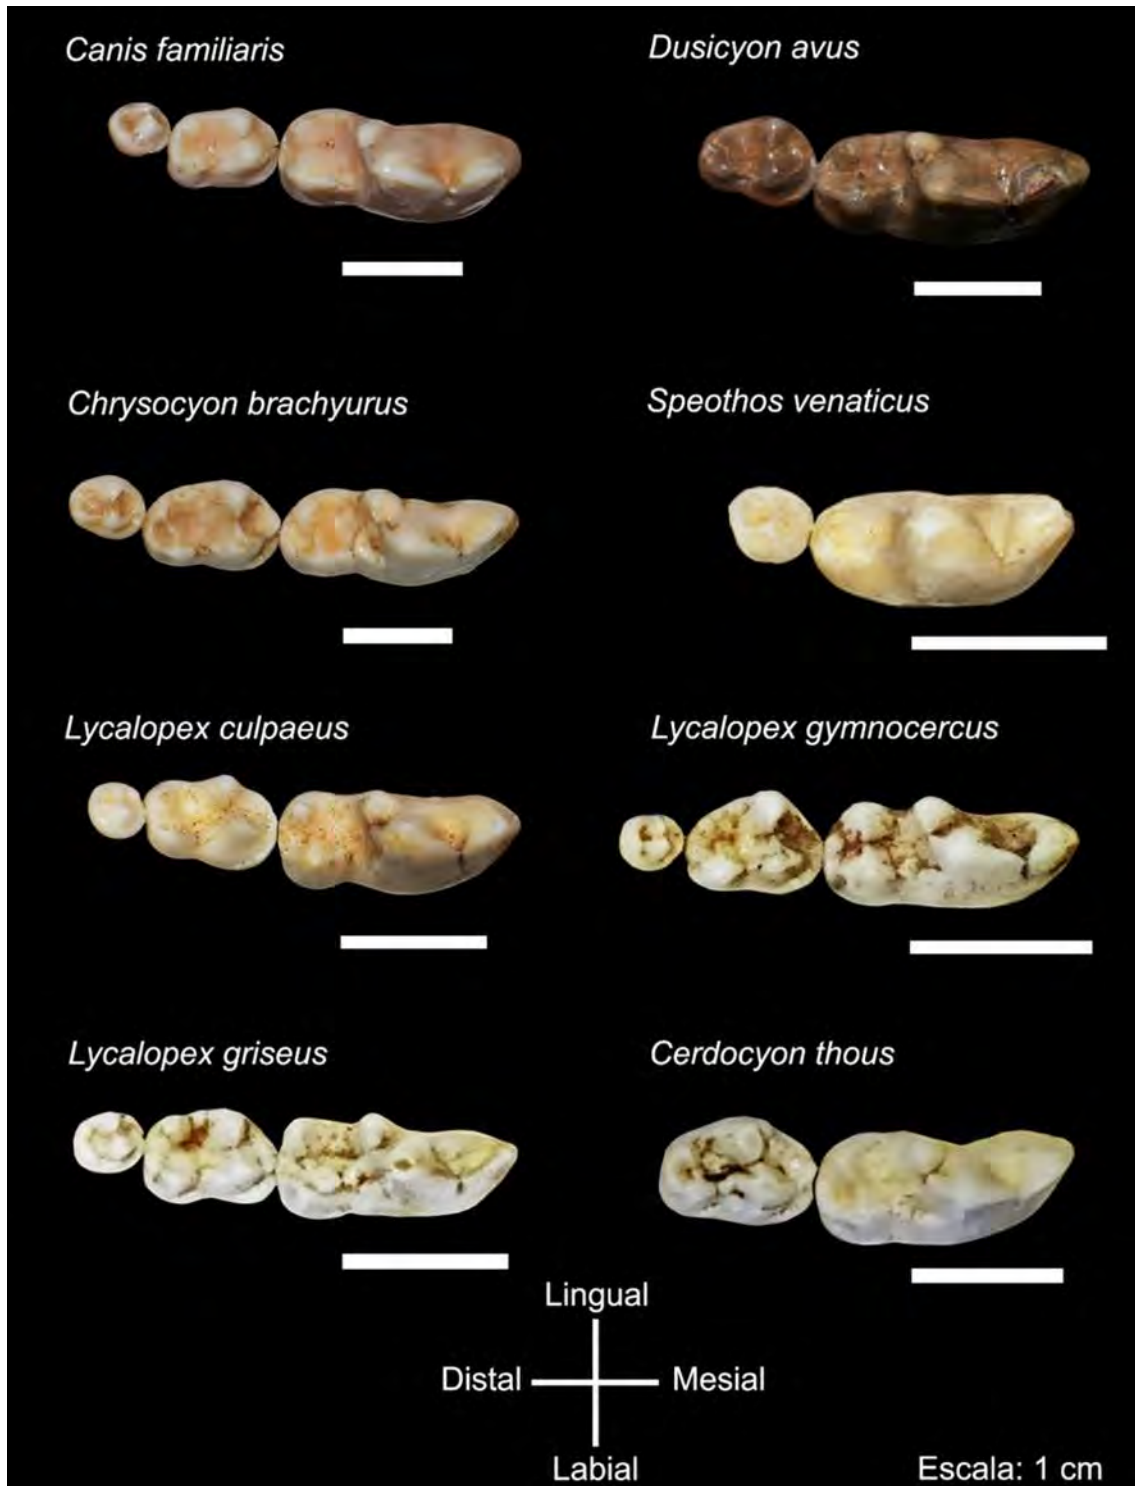 Canis familiaris
Dusicyon avus
Chrysocyon brachyurus
Speothos venaticus
Lycalopex culpaeus
Lycalopex gymnocercus
Lycalopex griseus
Cerdocyon thous
Lingual
Distal
Mesial
Labial
Escala: 1 cm